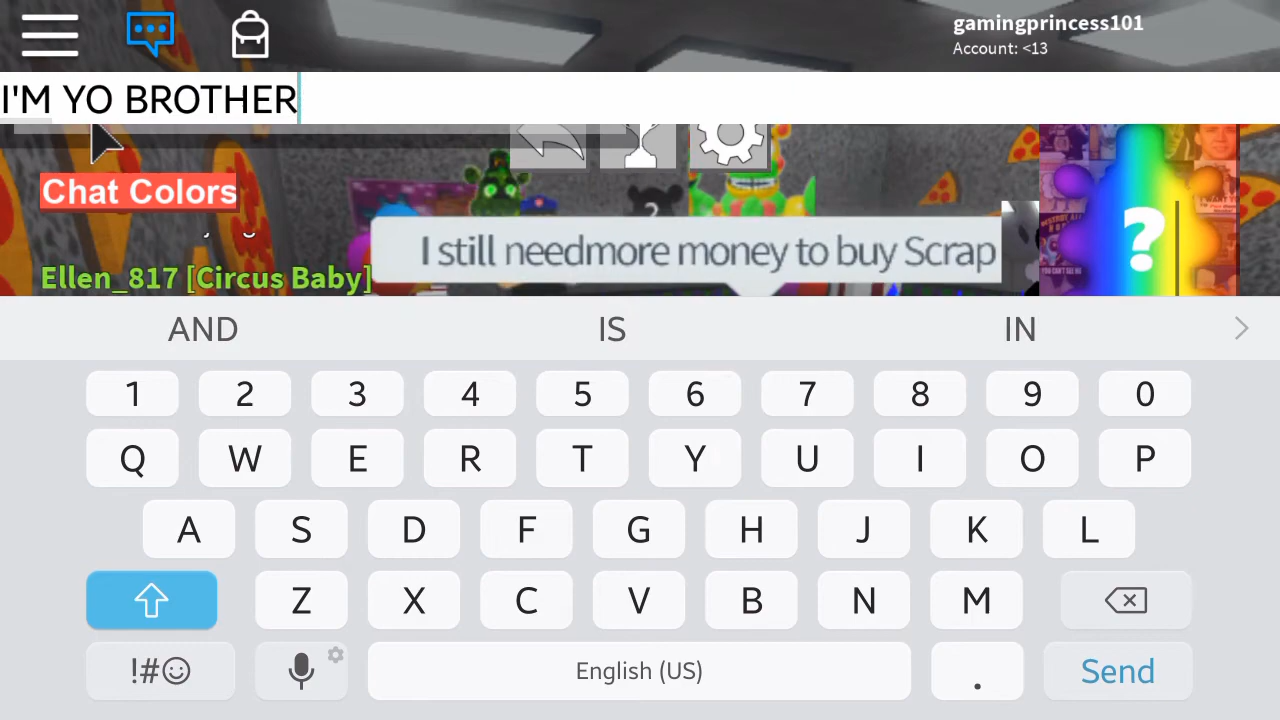 gamingprincess101
Account: <13
I'M YO BROTHER
Chat Colors
I still needmore money to buy Scrap
?
Ellen_817 [Circus Baby]
AND IS IN
1 2 3 4 5 6 7 8 9 0
Q W E R T Y U I O P
A S D F G H J K L
Z X C V B N M
!#☺ English (US) . Send